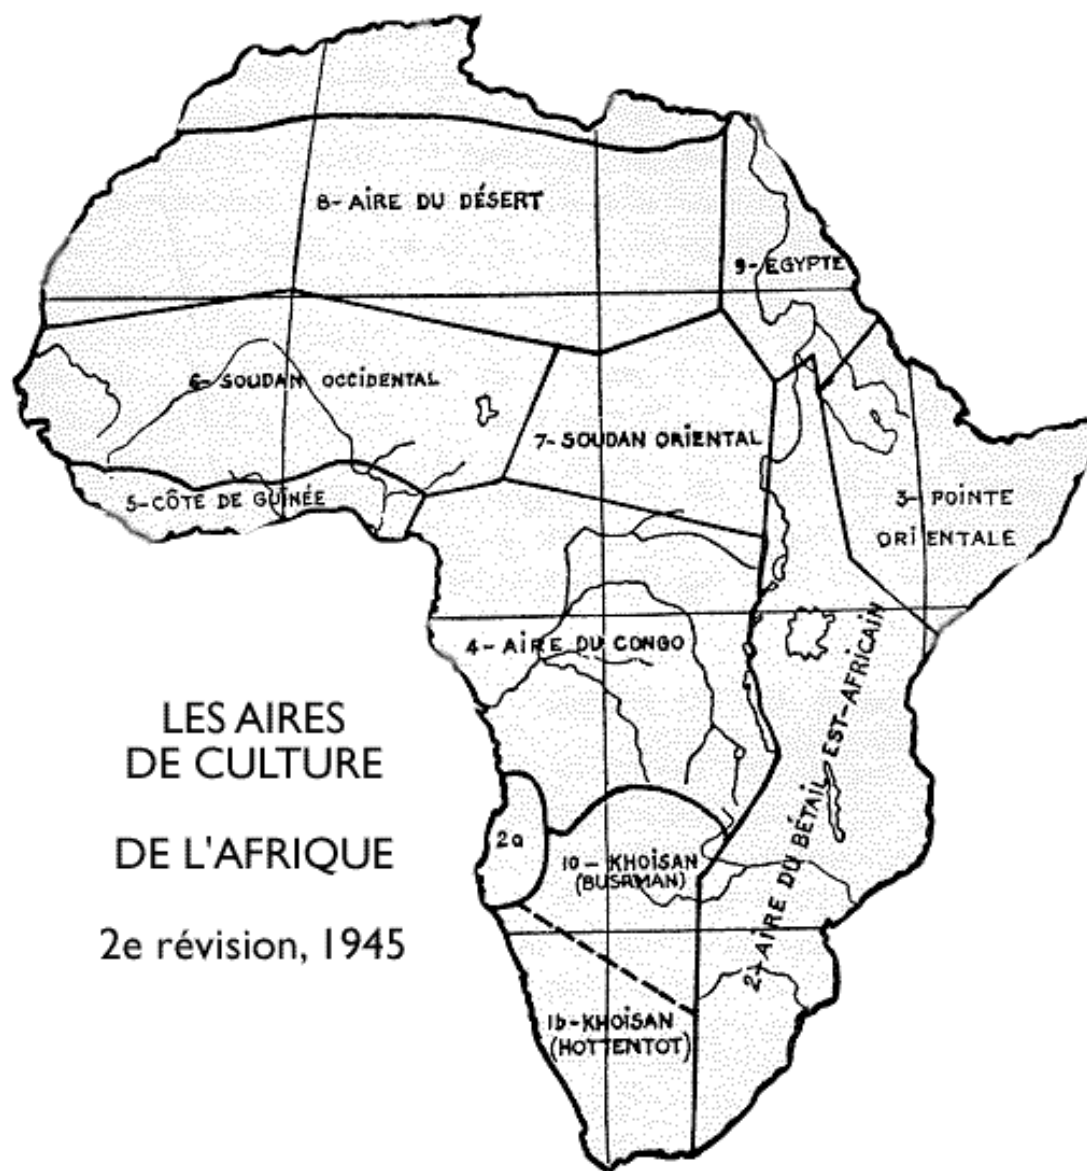 8- AIRE DU DÉSERT
9- EGYPTE
6- SOUDAN OCCIDENTAL
7- SOUDAN ORIENTAL
5- CÔTE DE GUINÉE
3- POINTE
ORIENTALE
4- AIRE DU CONGO
2- AIRE DU BÉTAIL EST-AFRICAIN
LES AIRES
DE CULTURE
DE L'AFRIQUE
2e révision, 1945
2a
10- KHOISAN
(BUSHMAN)
1b- KHOISAN
(HOTTENTOT)